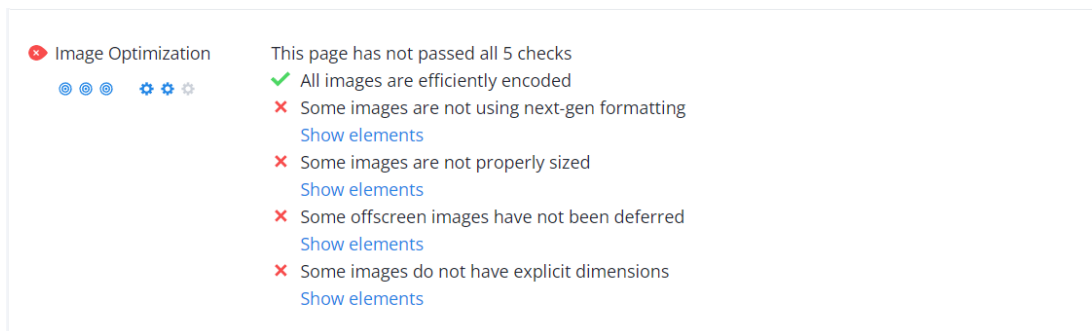 Image Optimization
This page has not passed all 5 checks
All images are efficiently encoded
Some images are not using next-gen formatting
Show elements
Some images are not properly sized
Show elements
Some offscreen images have not been deferred
Show elements
Some images do not have explicit dimensions
Show elements